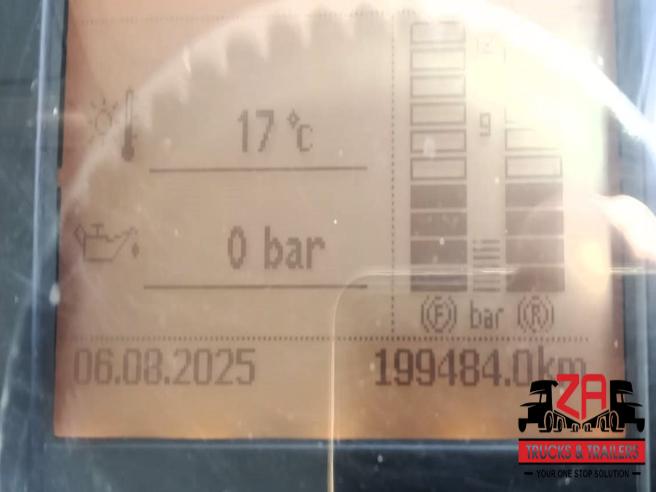 12
17 °c
9
0 bar
(F) bar (R)
06.08.2025 199484.0km
ZA
TRUCKS & TRAILERS
YOUR ONE STOP SOLUTION